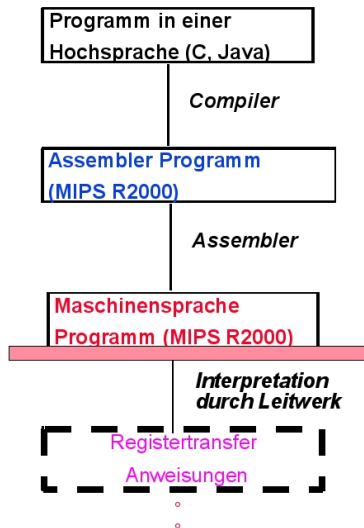 Programm in einer
Hochsprache (C, Java)
Compiler
Assembler Programm
(MIPS R2000)
Assembler
Maschinensprache
Programm (MIPS R2000)
Interpretation
durch Leitwerk
Registertransfer
Anweisungen